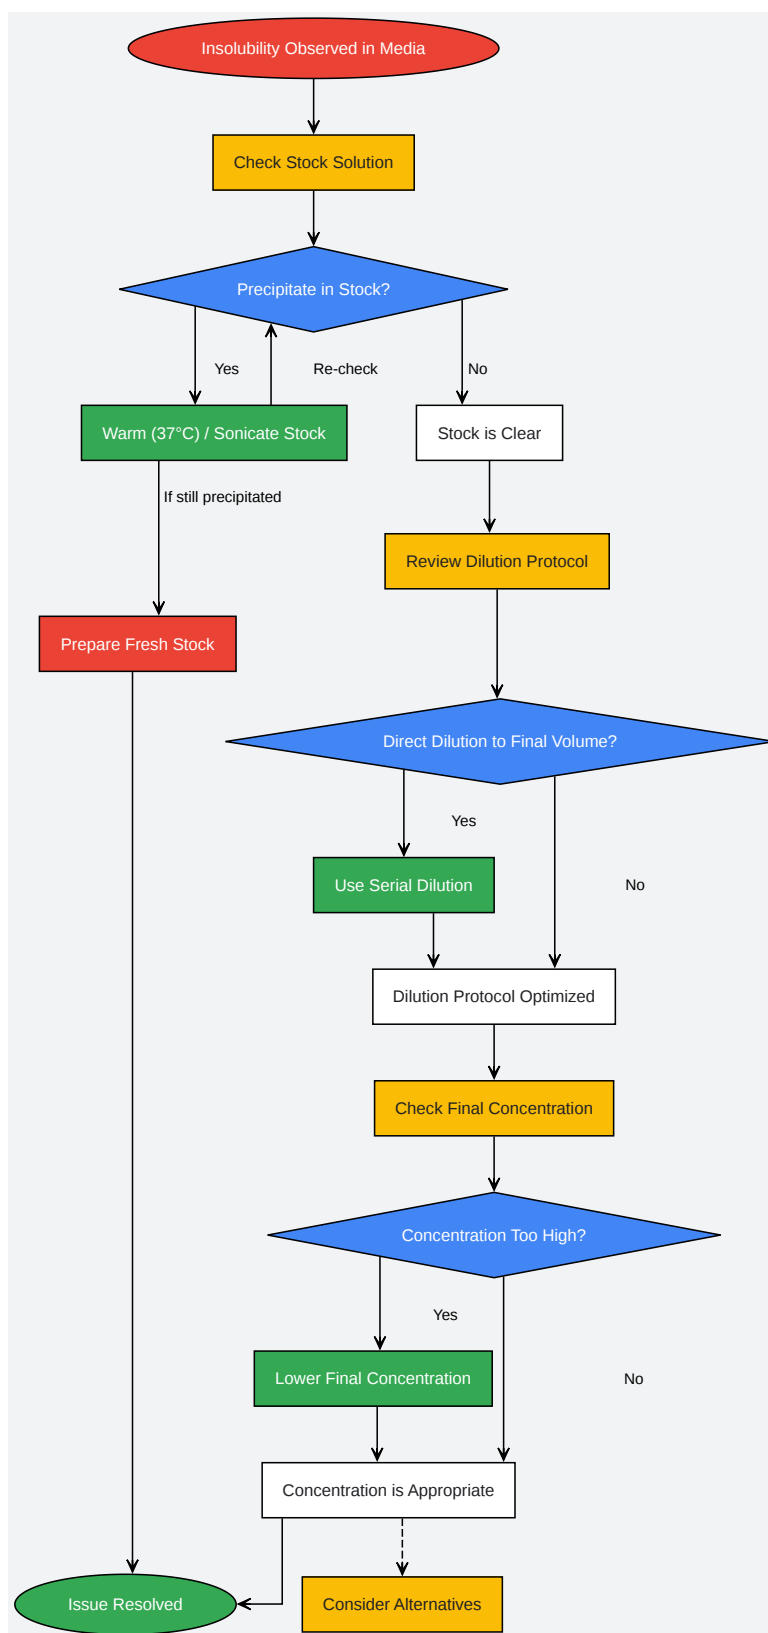 Insolubility Observed in Media
Check Stock Solution
Precipitate in Stock?
Yes
Re-check
No
Warm (37°C) / Sonicate Stock
Stock is Clear
If still precipitated
Review Dilution Protocol
Prepare Fresh Stock
Direct Dilution to Final Volume?
Yes
Use Serial Dilution
No
Dilution Protocol Optimized
Check Final Concentration
Concentration Too High?
Yes
Lower Final Concentration
No
Concentration is Appropriate
Issue Resolved
Consider Alternatives